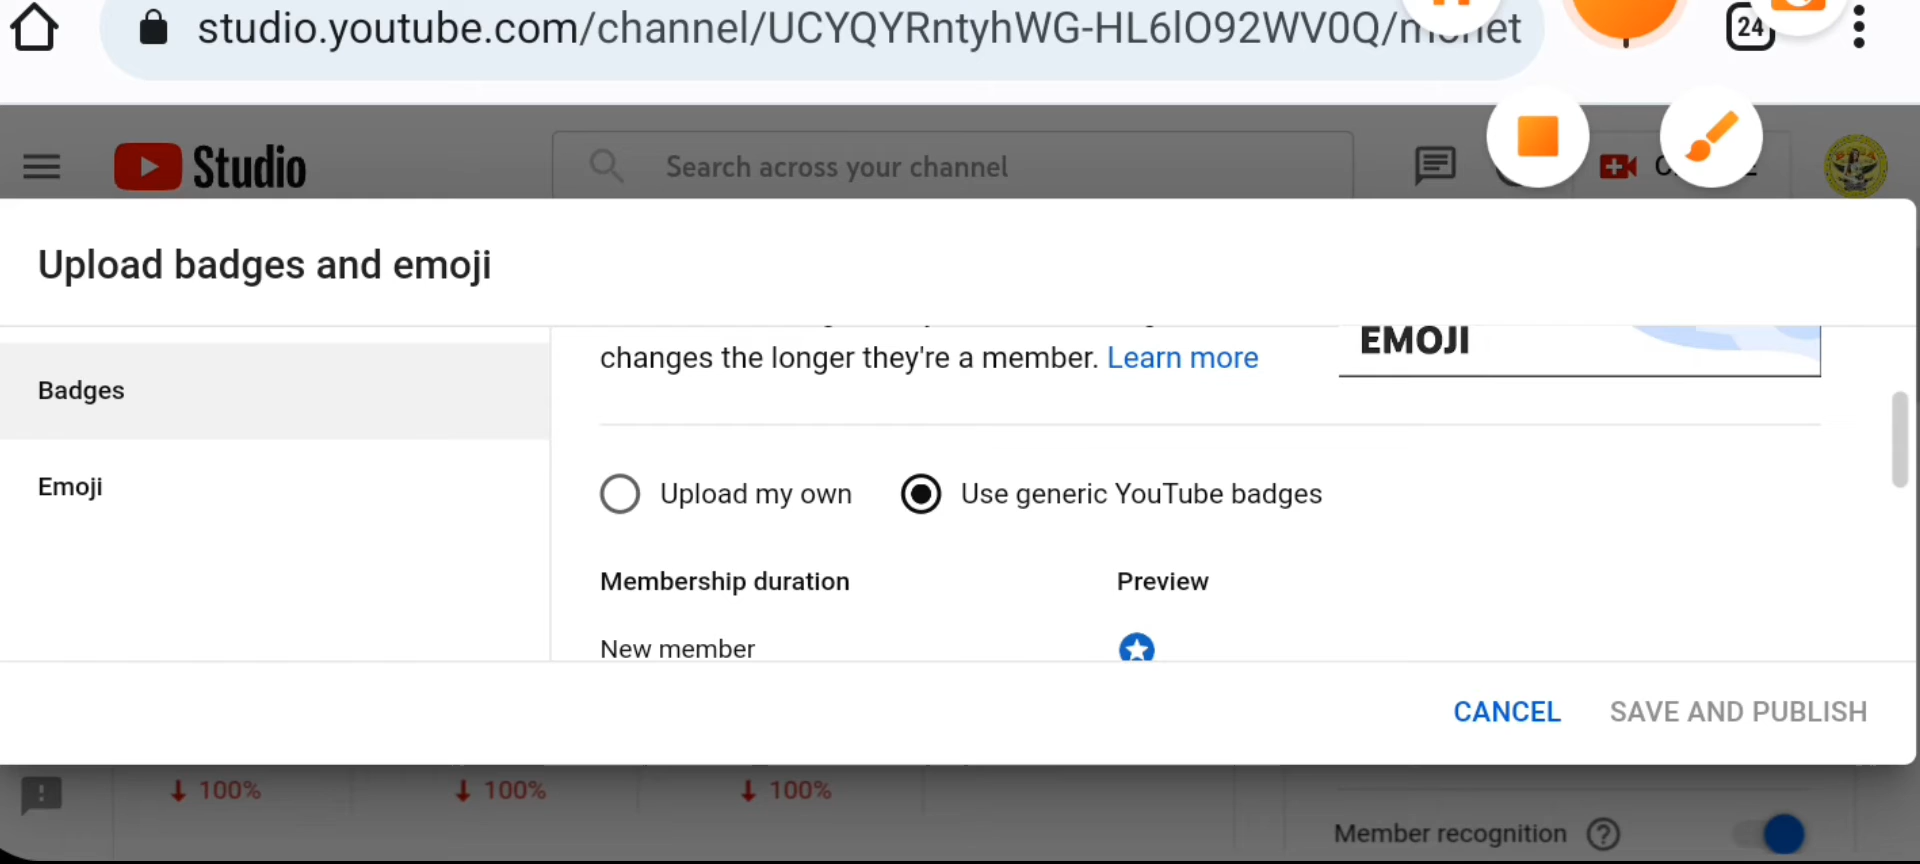 studio.youtube.com/channel/UCYQYRntyhWG-HL6lO92WV0Q/monet
24
Studio
Search across your channel
Upload badges and emoji
changes the longer they're a member. Learn more
EMOJI
Badges
Emoji
Upload my own
Use generic YouTube badges
Membership duration
Preview
New member
CANCEL
SAVE AND PUBLISH
100%
100%
100%
Member recognition